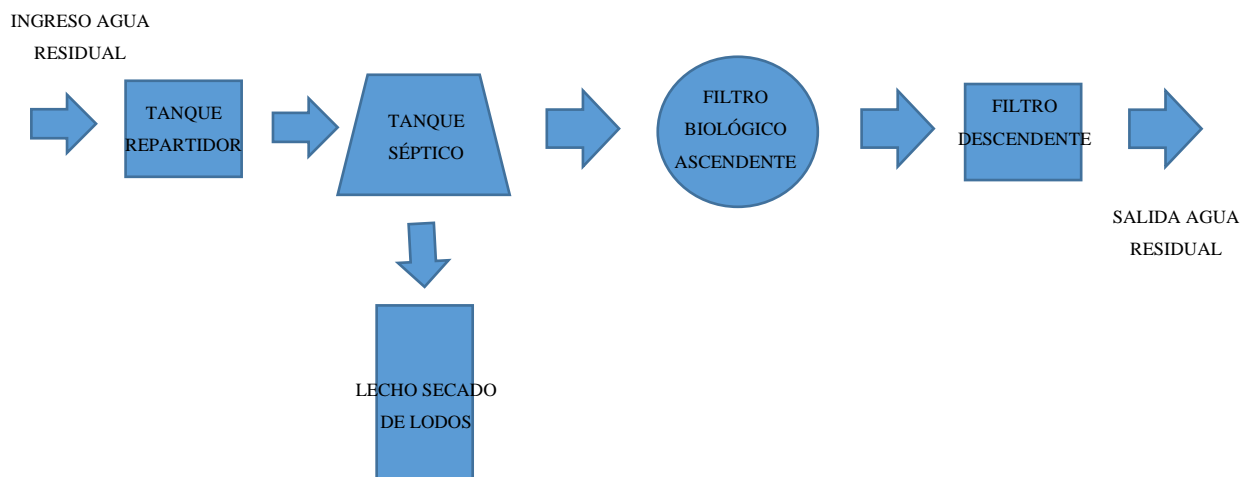 INGRESO AGUA
RESIDUAL
TANQUE
REPARTIDOR
TANQUE
SÉPTICO
FILTRO
BIOLÓGICO
ASCENDENTE
FILTRO
DESCENDENTE
SALIDA AGUA
RESIDUAL
LECHO SECADO
DE LODOS